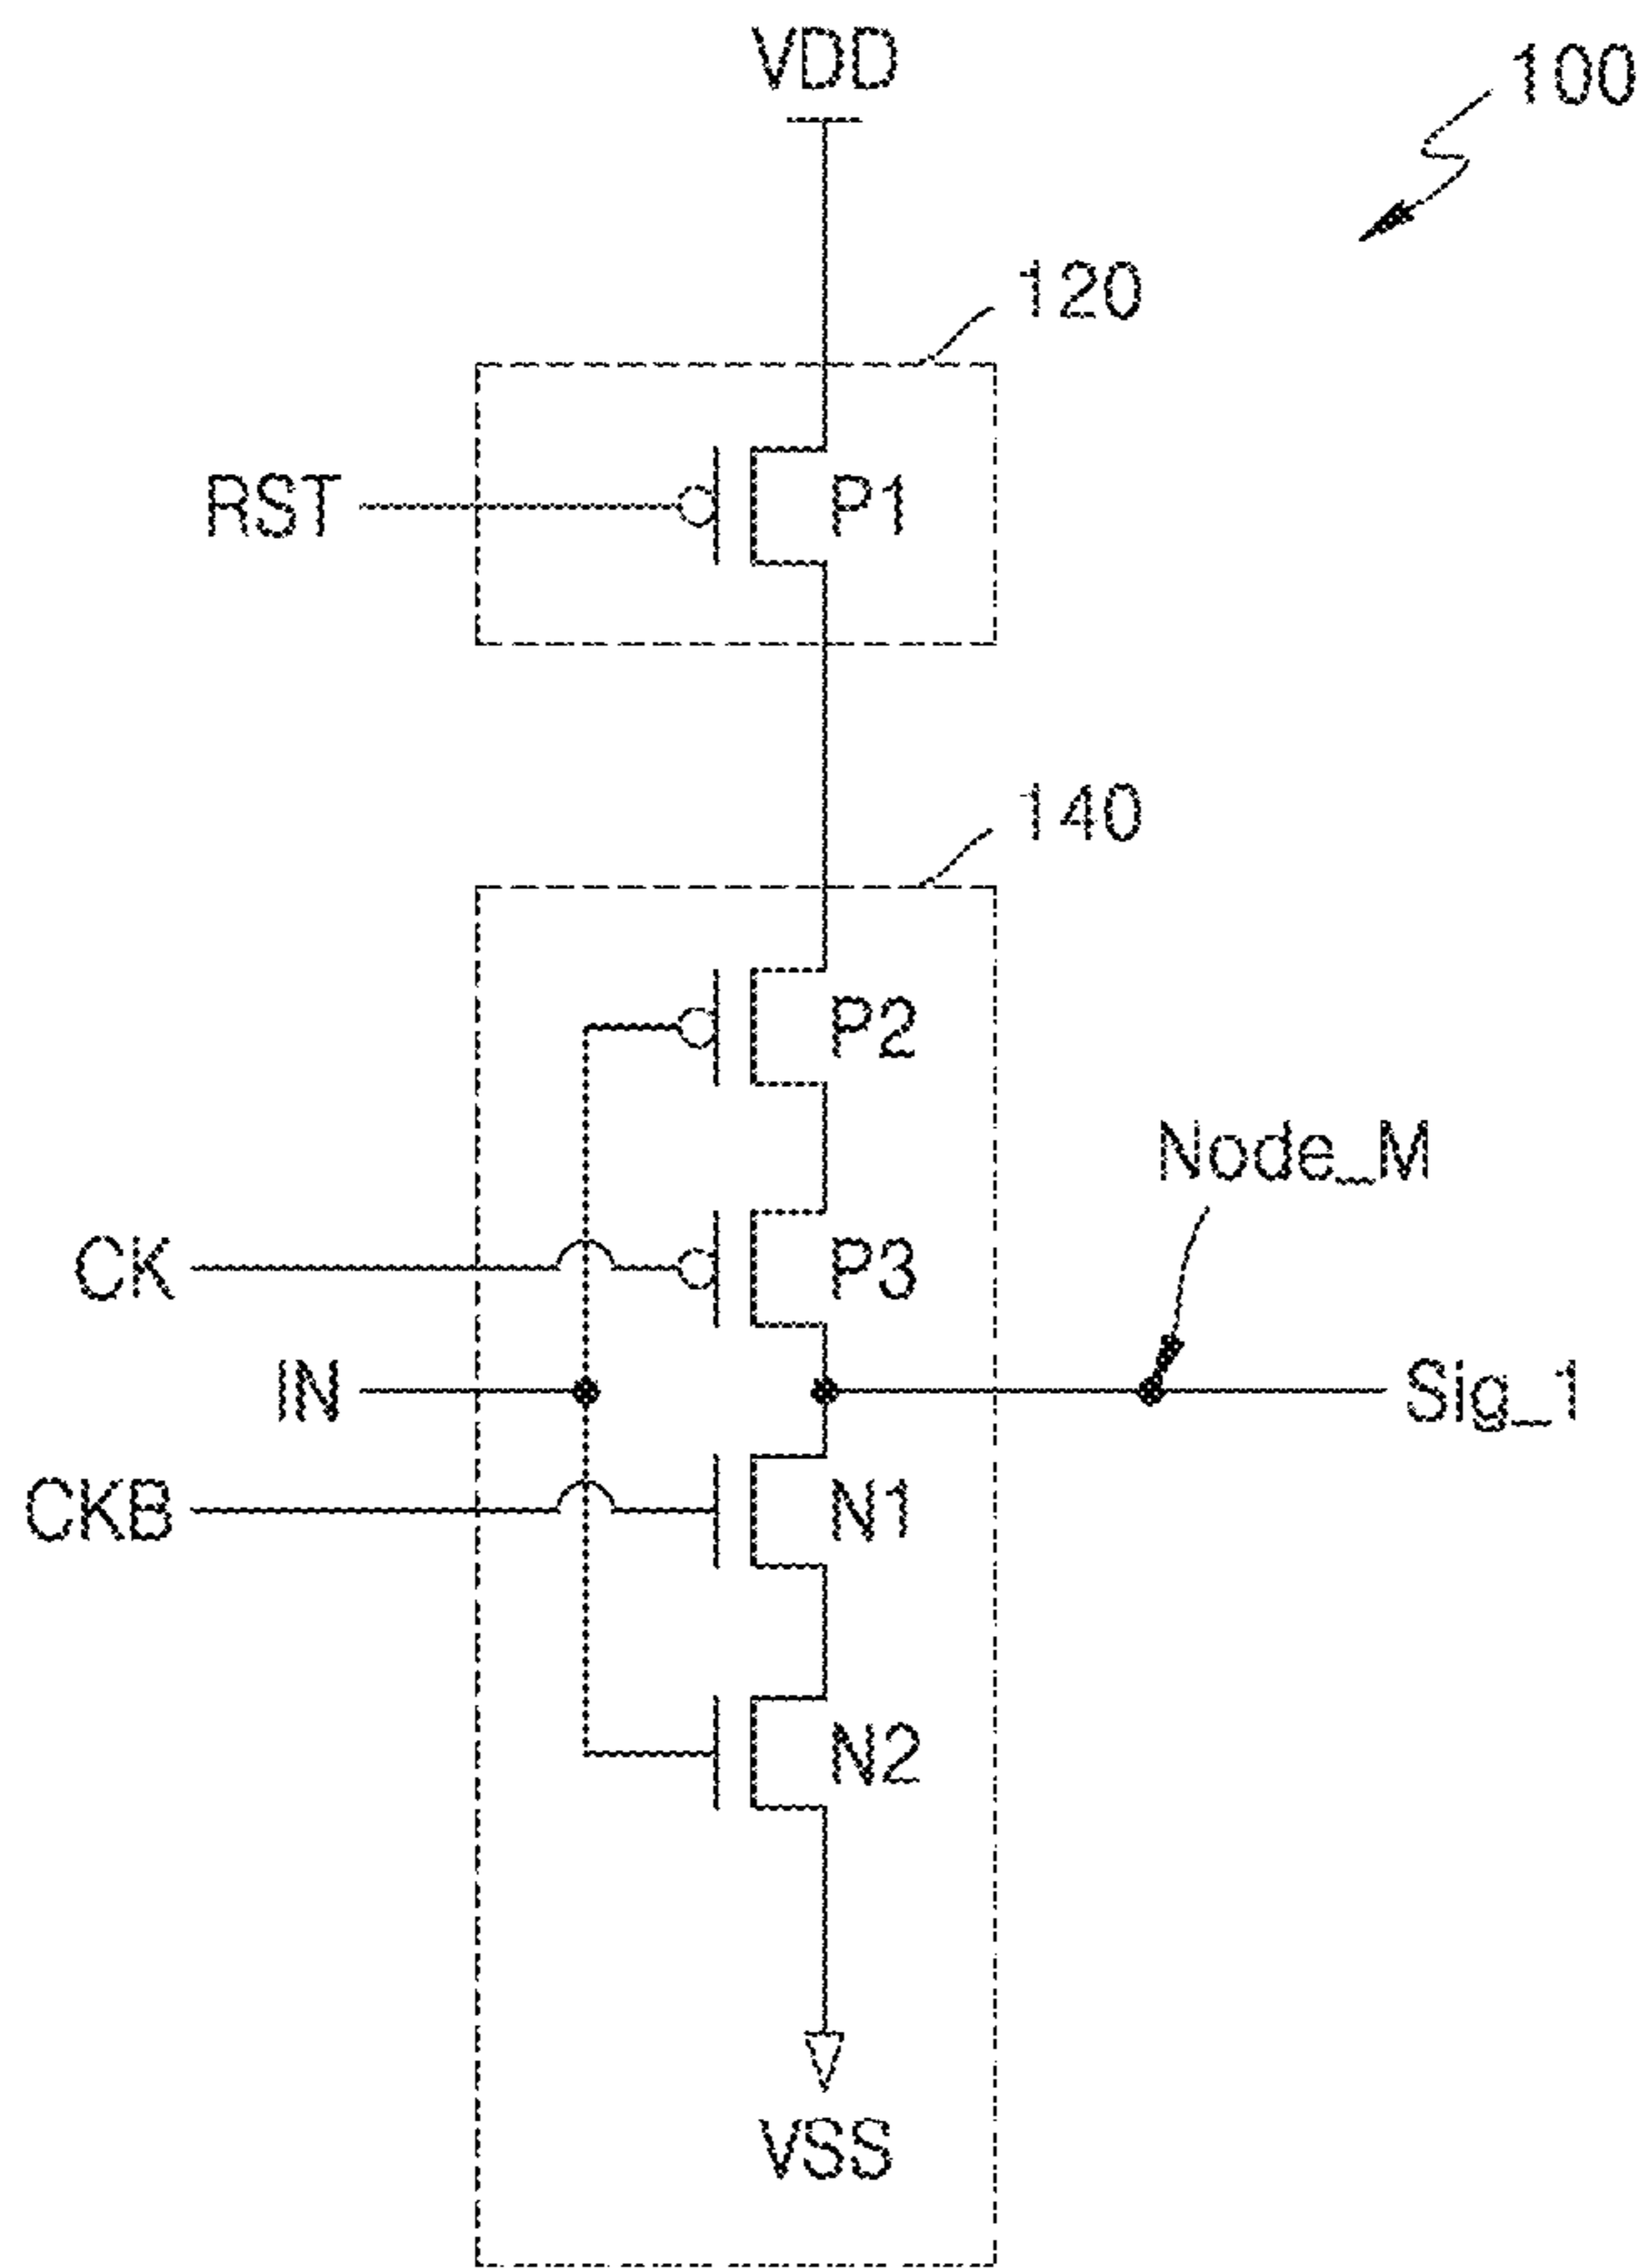 VDD
100
120
RST
P1
140
P2
Node_M
CK
P3
IN
Sig_1
CKB
N1
N2
VSS